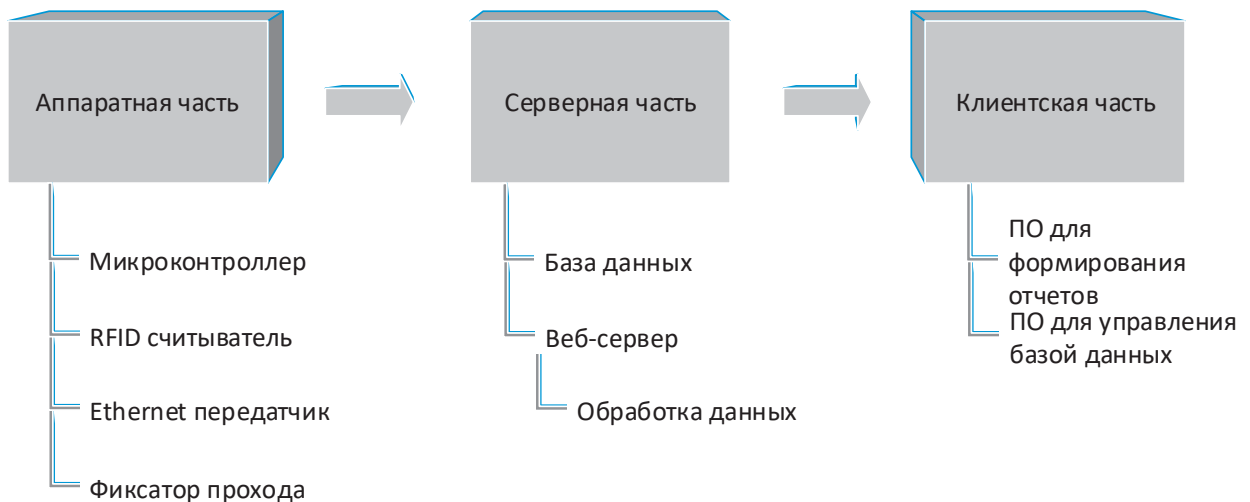 Аппаратная часть
Микроконтроллер
RFID считыватель
Ethernet передатчик
Фиксатор прохода
Серверная часть
База данных
Веб-сервер
Обработка данных
Клиентская часть
ПО для
формирования
отчетов
ПО для управления
базой данных